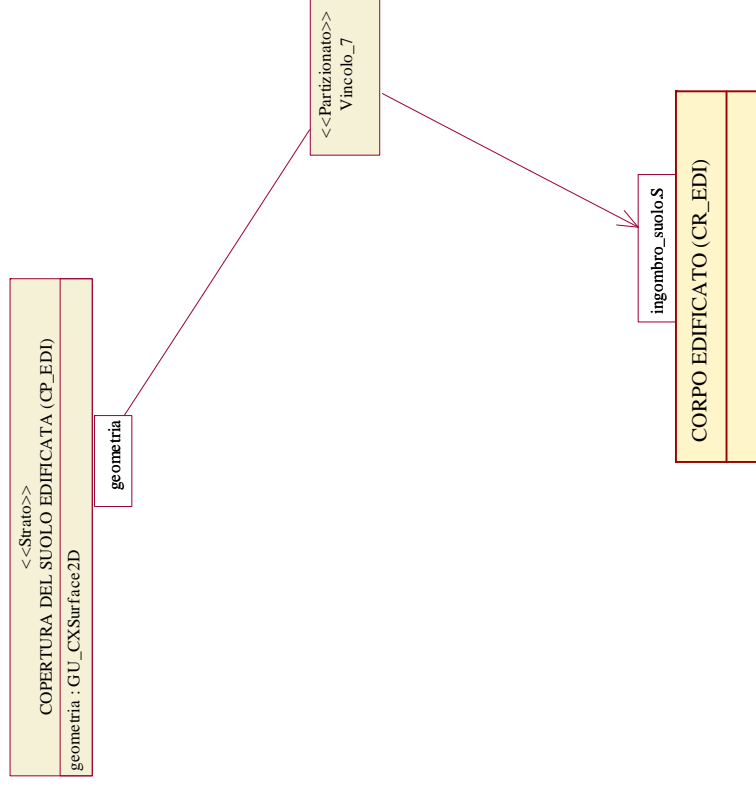 <<Strato>>
COPERTURA DEL SUOLO EDIFICATA (CP_EDI)
geometria : GU_CXSurface2D
geometria
<<Partizionato>>
Vincolo_7
ingombro_suolo.S
CORPO EDIFICATO (CR_EDI)